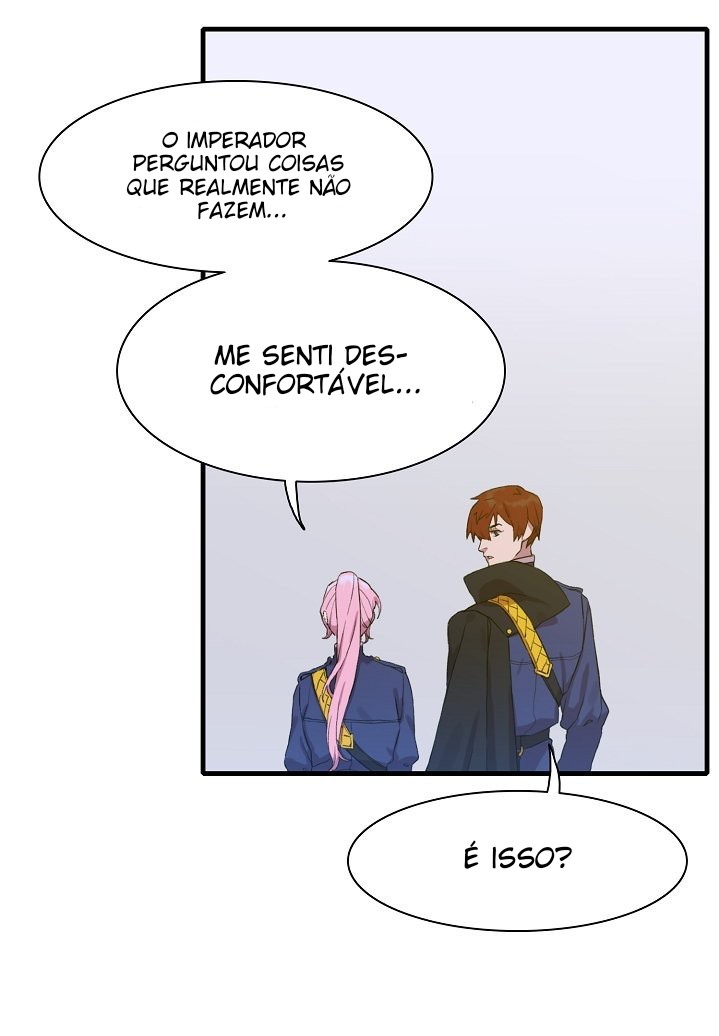 O IMPERADOR
PERGUNTOU COISAS
QUE REALMENTE NÃO
FAZEM...
ME SENTI DES-
CONFORTÁVEL...
É ISSO?